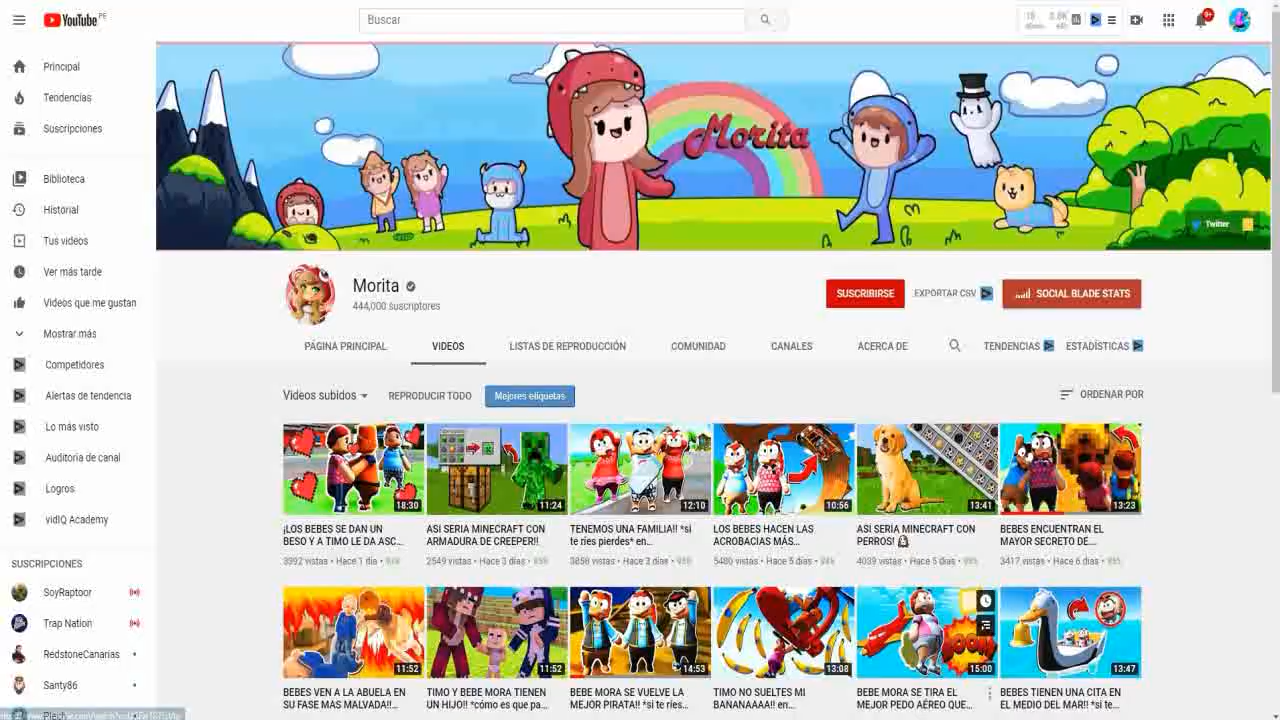 YouTube PE
Buscar
9+
Principal
Tendencias
Suscripciones
Biblioteca
Historial
Tus videos
Ver más tarde
Videos que me gustan
Mostrar más
Competidores
Alertas de tendencia
Lo más visto
Auditoría de canal
Logros
vidIQ Academy
SUSCRIPCIONES
SoyRaptoor
Trap Nation
RedstoneCanarias
Santy86
Morita
Twitter
Morita
444,000 suscriptores
SUSCRIBIRSE
EXPORTAR CSV
SOCIAL BLADE STATS
PÁGINA PRINCIPAL VIDEOS LISTAS DE REPRODUCCIÓN COMUNIDAD CANALES ACERCA DE TENDENCIAS ESTADÍSTICAS
Videos subidos REPRODUCIR TODO Mejores etiquetas ORDENAR POR
18:30 11:24 12:10 10:56 13:41 13:23
¡LOS BEBES SE DAN UN
BESO Y A TIMO LE DA ASC...
3392 vistas • Hace 1 día •
ASI SERIA MINECRAFT CON
ARMADURA DE CREEPER!!
2549 vistas • Hace 3 días •
TENEMOS UNA FAMILIA!! *si
te ries pierdes* en...
3858 vistas • Hace 3 días •
LOS BEBES HACEN LAS
ACROBACIAS MÁS...
5480 vistas • Hace 5 días •
ASI SERIA MINECRAFT CON
PERROS!
4039 vistas • Hace 5 días •
BEBES ENCUENTRAN EL
MAYOR SECRETO DE...
3417 vistas • Hace 6 días •
BOOM!
11:52 11:52 14:53 13:08 15:00 13:47
BEBES VEN A LA ABUELA EN
SU FASE MAS MALVADA!!...
TIMO Y BEBE MORA TIENEN
UN HIJO!! *cómo es que pa...
BEBE MORA SE VUELVE LA
MEJOR PIRATA!! *si te ries...
TIMO NO SUELTES MI
BANANAAAA!! en...
BEBE MORA SE TIRA EL
MEJOR PEDO AÉREO QUE...
BEBES TIENEN UNA CITA EN
EL MEDIO DEL MAR!! *si te...